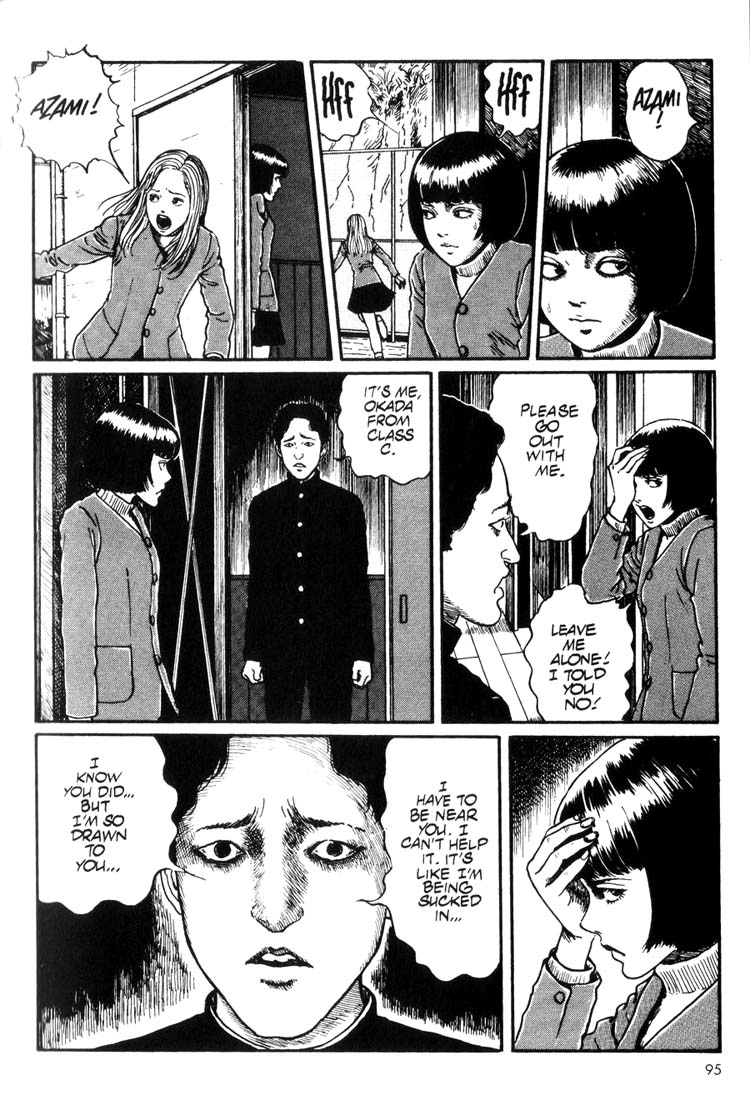 AZAMI!
Hff
Hff
AZAMI
!
IT'S ME,
OKADA
FROM
CLASS
C.
PLEASE
GO
OUT
WITH
ME.
LEAVE
ME
ALONE!
I TOLD
YOU
NO!
I
KNOW
YOU DID...
BUT
I'M SO
DRAWN
TO
YOU...
I
HAVE TO
BE NEAR
YOU. I
CAN'T HELP
IT. IT'S
LIKE I'M
BEING
SUCKED
IN...
95